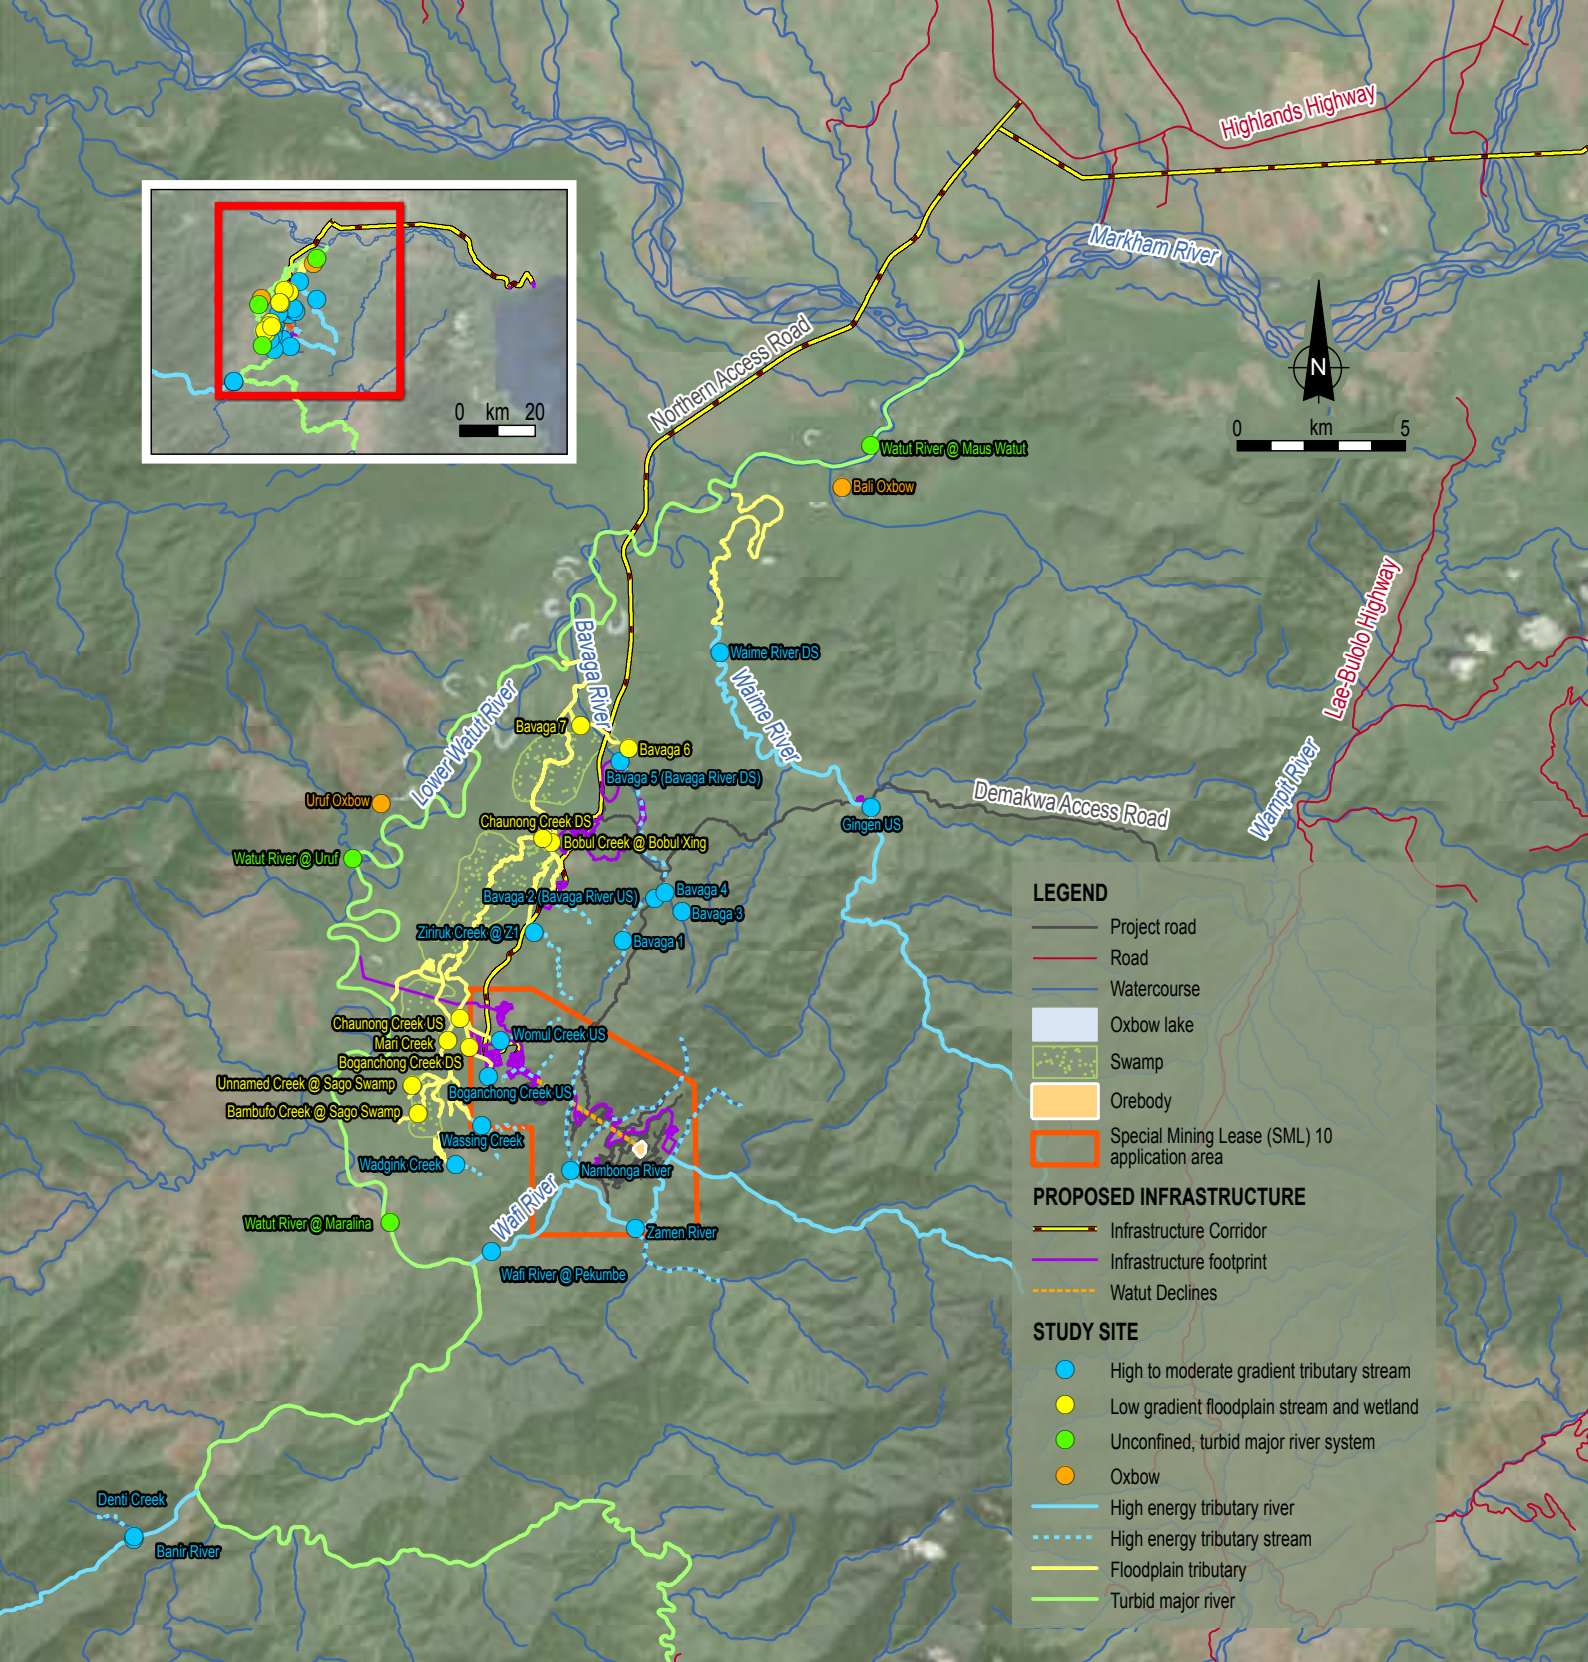 Highlands Highway
Markham River
0 km 20
N
0 km 5
Northern Access Road
Watut River @ Maus Watut
Bali Oxbow
Bavaga River
Waime River DS
Waime River
Lae-Bulolo Highway
Lower Watut River
Bavaga 7
Bavaga 6
Bavaga 5 (Bavaga River DS)
Wampit River
Demakwa Access Road
Uruf Oxbow
Gingen US
Chaunong Creek DS
Bobul Creek @ Bobul Xing
Watut River @ Uruf
Bavaga 2 (Bavaga River US)
Bavaga 4
Bavaga 3
Ziriruk Creek @ Z1
Bavaga 1
Chaunong Creek US
Womul Creek US
Mari Creek
Boganchong Creek DS
Unnamed Creek @ Sago Swamp
Boganchong Creek US
Bambufo Creek @ Sago Swamp
Wassing Creek
Wadgink Creek
Nambonga River
Wafi River
Watut River @ Maralina
Zamen River
Wafi River @ Pekumbe
Denti Creek
Banir River
LEGEND
Project road
Road
Watercourse
Oxbow lake
Swamp
Orebody
Special Mining Lease (SML) 10
application area
PROPOSED INFRASTRUCTURE
Infrastructure Corridor
Infrastructure footprint
Watut Declines
STUDY SITE
High to moderate gradient tributary stream
Low gradient floodplain stream and wetland
Unconfined, turbid major river system
Oxbow
High energy tributary river
High energy tributary stream
Floodplain tributary
Turbid major river